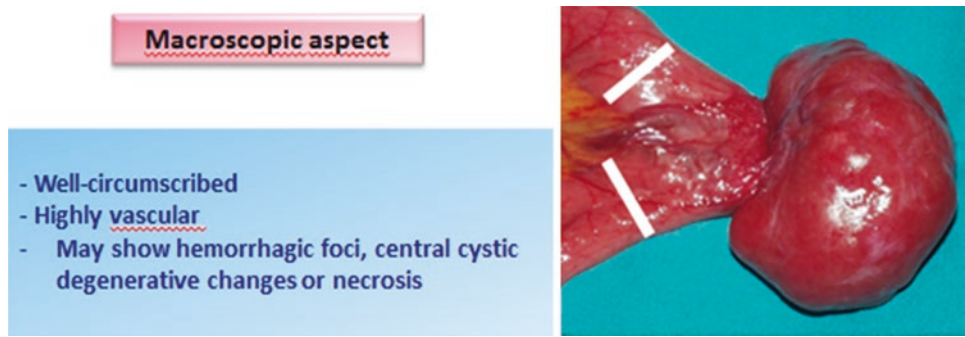 Macroscopic aspect
- Well-circumscribed
- Highly vascular
- May show hemorrhagic foci, central cystic
degenerative changes or necrosis